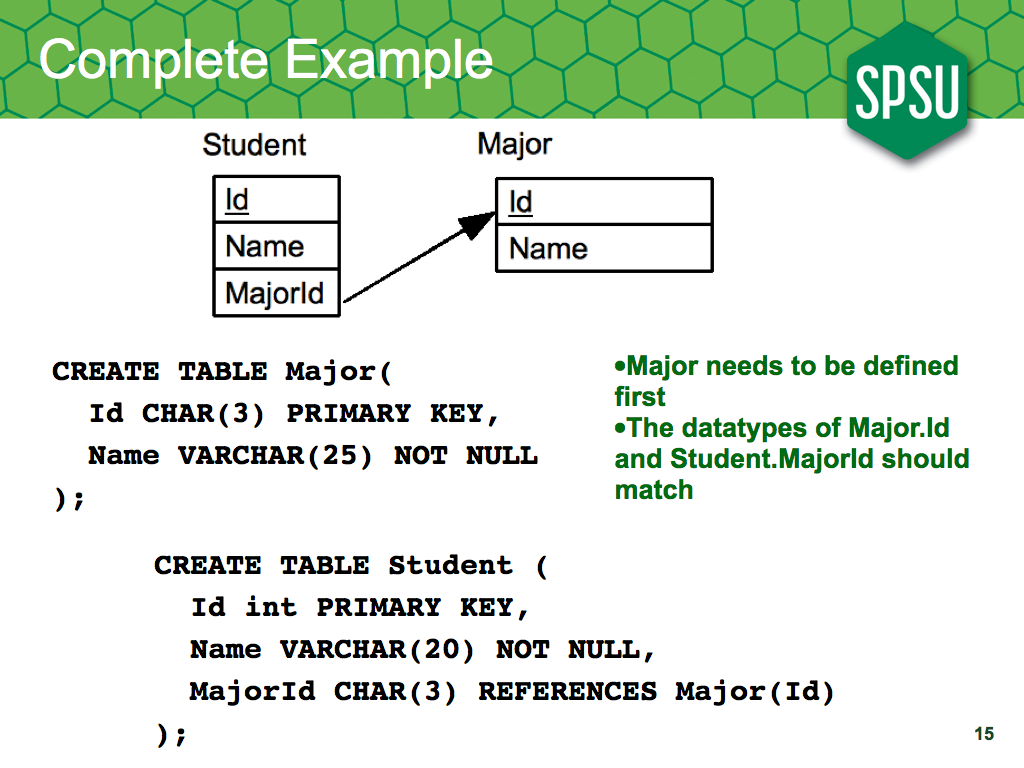 Complete Example
SPSU
Student
Major
Id
Name
MajorId
Id
Name
CREATE TABLE Major(
Id CHAR(3) PRIMARY KEY,
Name VARCHAR(25) NOT NULL
);
•Major needs to be defined
first
•The datatypes of Major.Id
and Student.MajorId should
match
CREATE TABLE Student (
Id int PRIMARY KEY,
Name VARCHAR(20) NOT NULL,
MajorId CHAR(3) REFERENCES Major(Id)
);
15